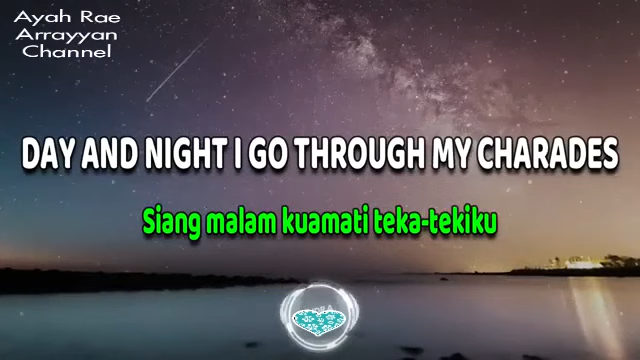 Ayah Rae
Arrayyan
Channel
DAY AND NIGHT I GO THROUGH MY CHARADES
Siang malam kuamati teka-tekiku